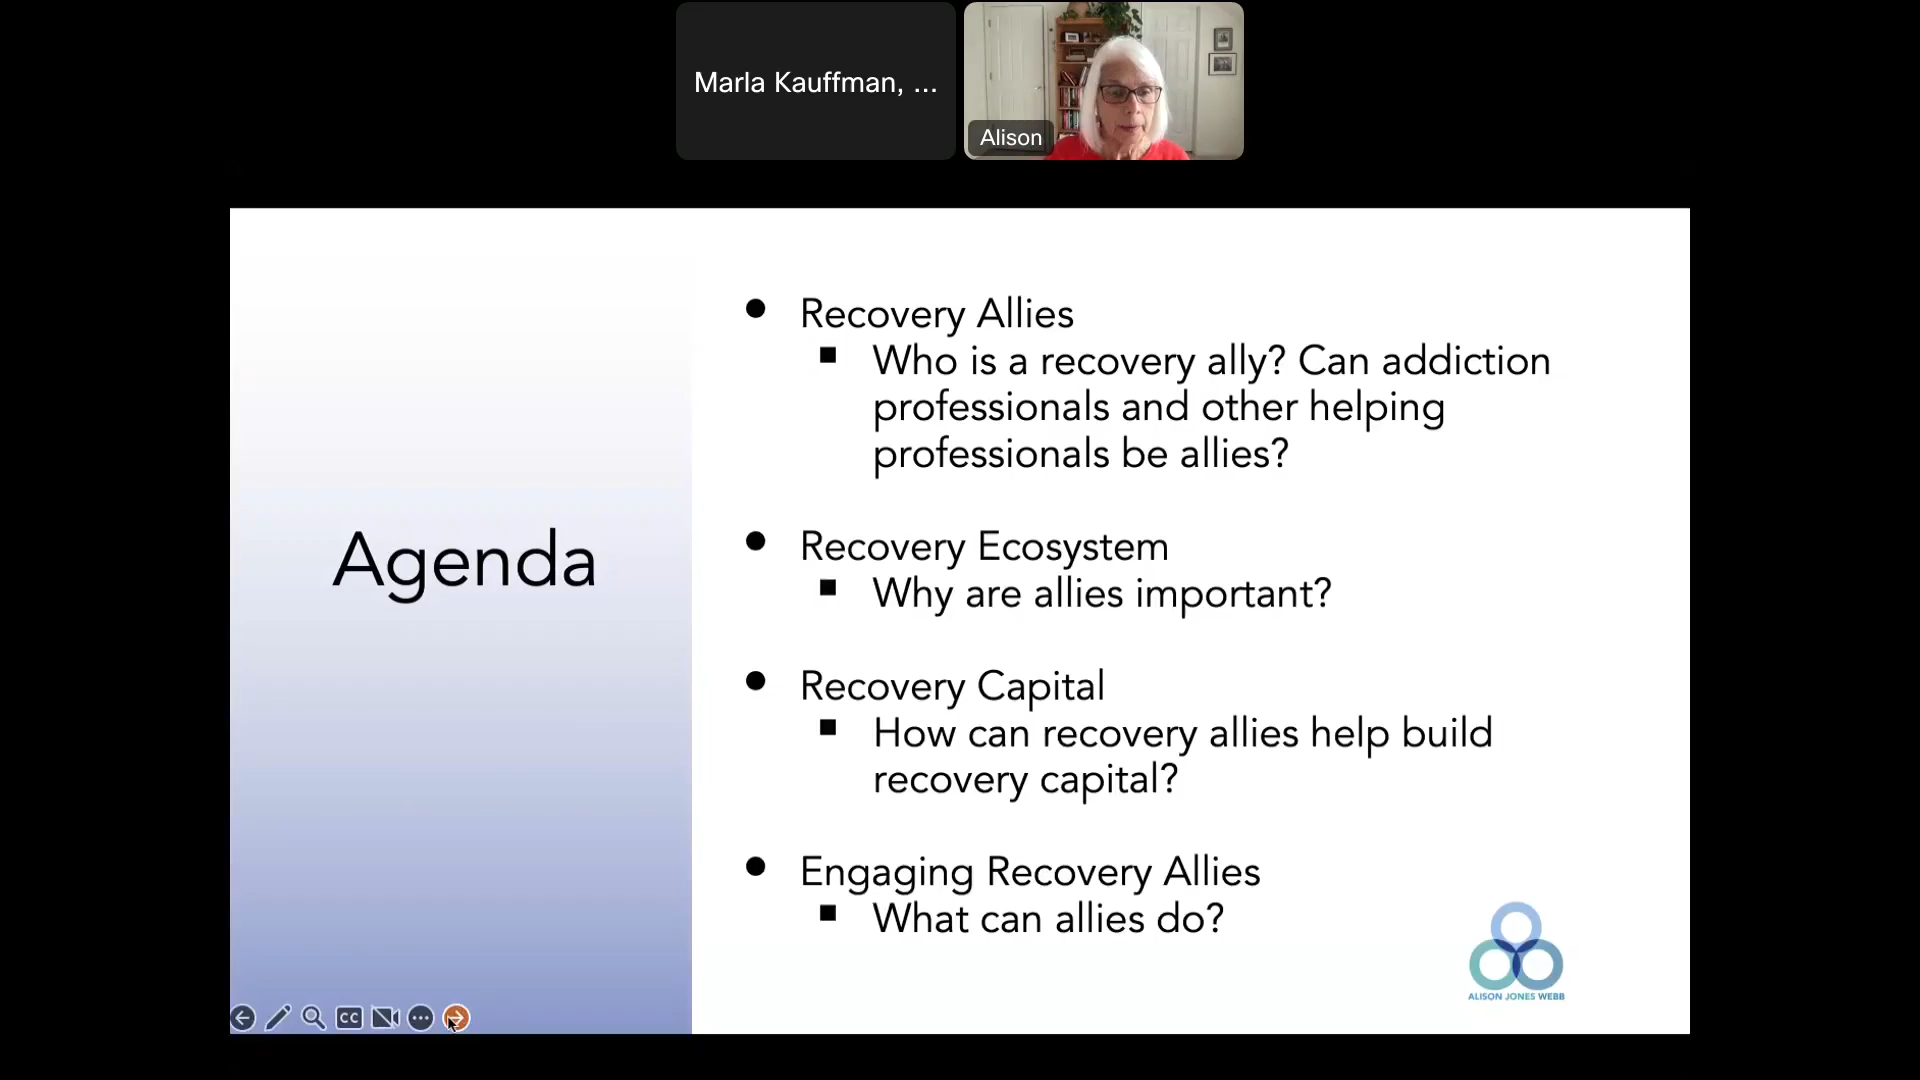 Marla Kauffman, ...
Alison
Agenda
Recovery Allies
Who is a recovery ally? Can addiction
professionals and other helping
professionals be allies?
Recovery Ecosystem
Why are allies important?
Recovery Capital
How can recovery allies help build
recovery capital?
Engaging Recovery Allies
What can allies do?
ALISON JONES WEBB
CC